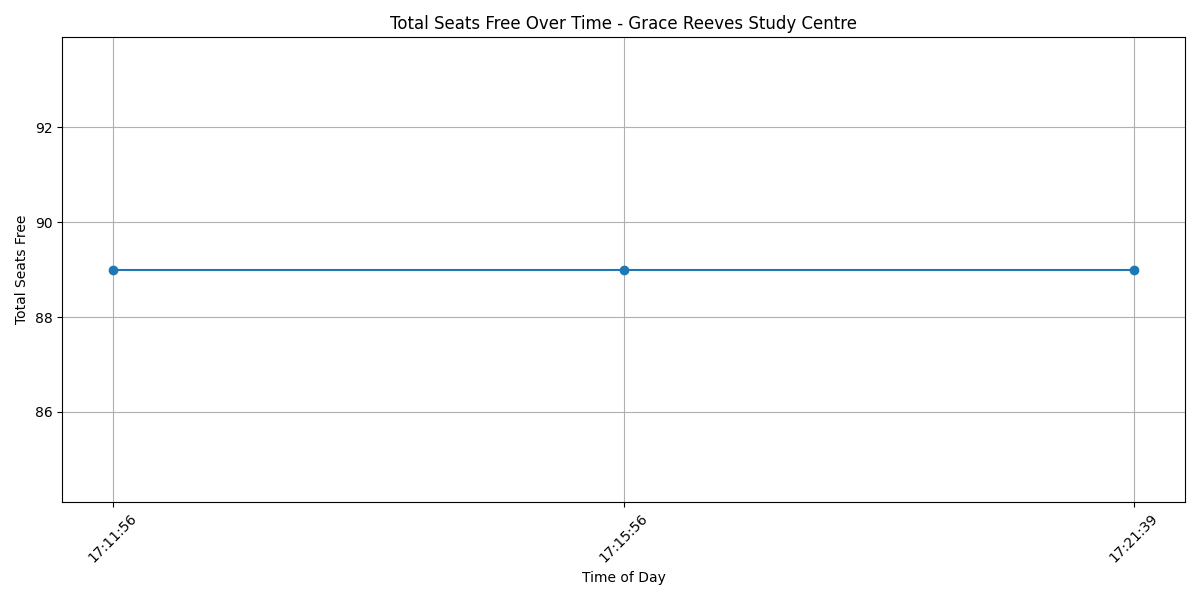 Total Seats Free Over Time - Grace Reeves Study Centre
92
90
88
86
Total Seats Free
17:11:56
17:15:56
17:21:39
Time of Day